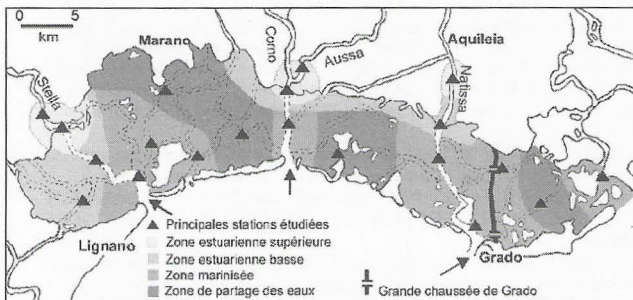 0 5
km
Marano
Corno
Aussa
Aquileia
Natissa
Stella
Lignano
Grado
Principales stations étudiées
Zone estuarienne supérieure
Zone estuarienne basse
Zone marinisée
Zone de partage des eaux
Grande chaussée de Grado